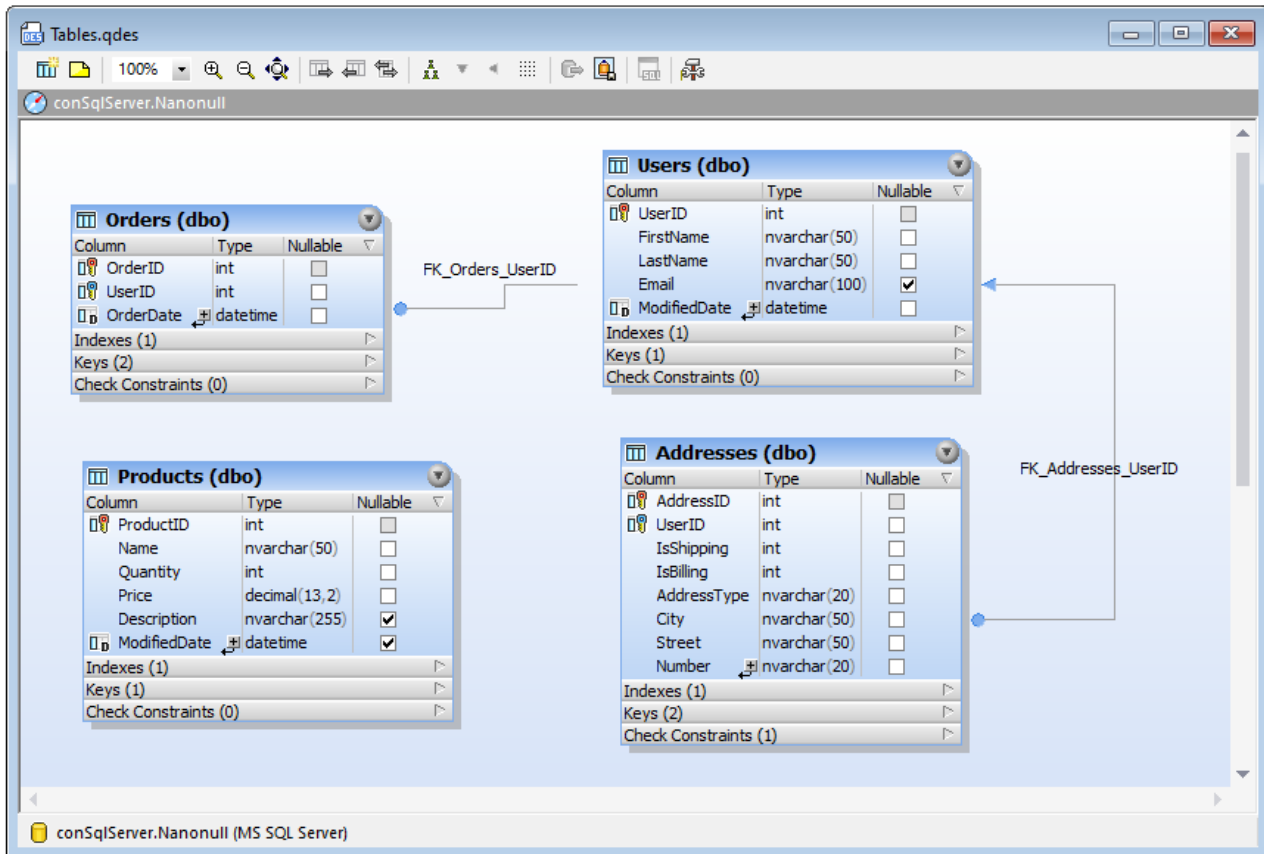 Tables.qdes
100%
conSqlServer.Nanonull
Orders (dbo)
Column Type Nullable
OrderID int
UserID int
OrderDate datetime
Indexes (1)
Keys (2)
Check Constraints (0)
FK_Orders_UserID
Users (dbo)
Column Type Nullable
UserID int
FirstName nvarchar(50)
LastName nvarchar(50)
Email nvarchar(100)
ModifiedDate datetime
Indexes (1)
Keys (1)
Check Constraints (0)
Products (dbo)
Column Type Nullable
ProductID int
Name nvarchar(50)
Quantity int
Price decimal(13,2)
Description nvarchar(255)
ModifiedDate datetime
Indexes (1)
Keys (1)
Check Constraints (0)
Addresses (dbo)
Column Type Nullable
AddressID int
UserID int
IsShipping int
IsBilling int
AddressType nvarchar(20)
City nvarchar(50)
Street nvarchar(50)
Number nvarchar(20)
Indexes (1)
Keys (2)
Check Constraints (1)
FK_Addresses_UserID
conSqlServer.Nanonull (MS SQL Server)